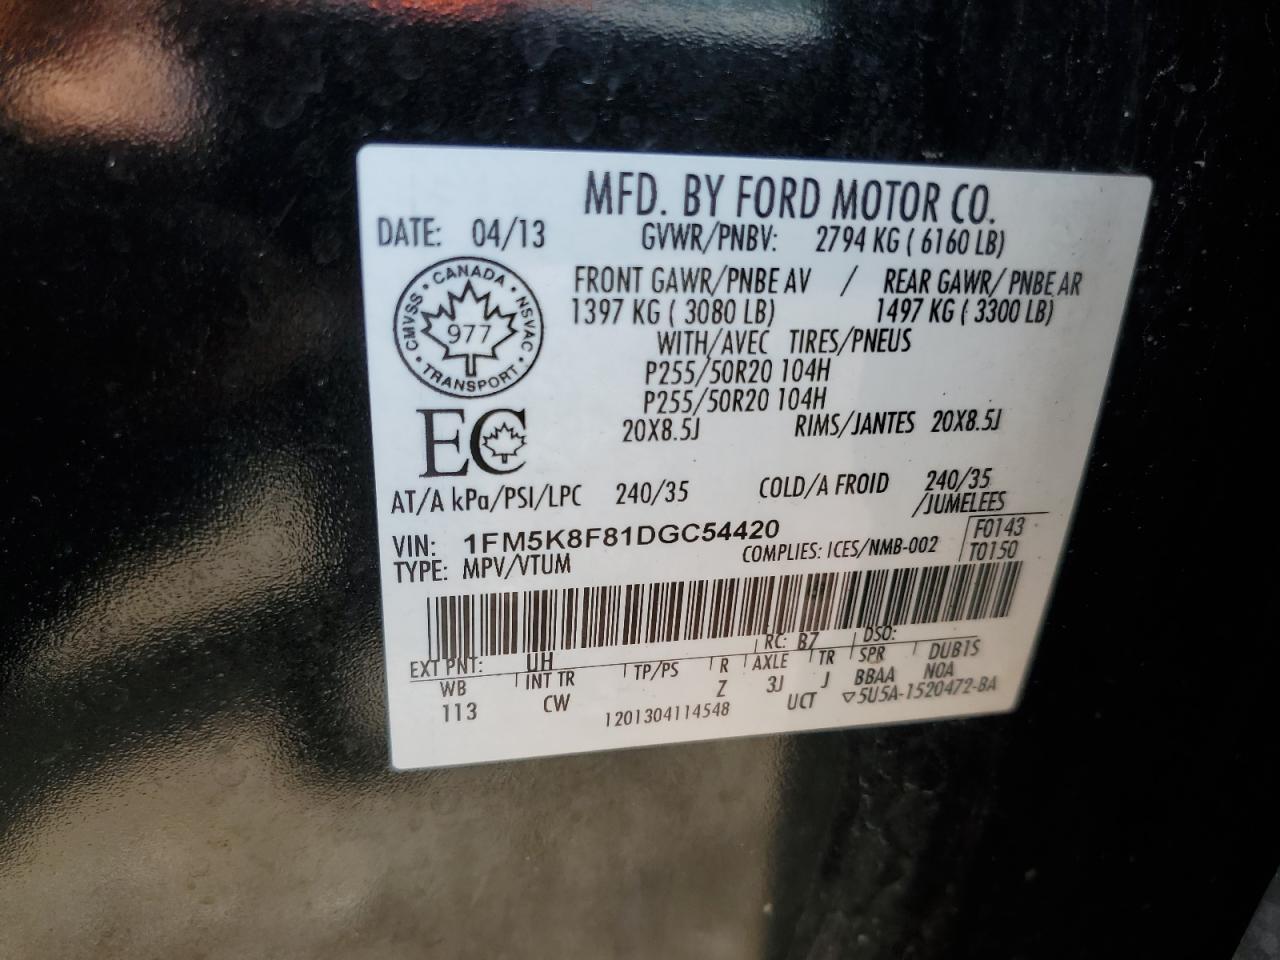 MFD. BY FORD MOTOR CO.
DATE: 04/13 GVWR/PNBV: 2794 KG ( 6160 LB)
FRONT GAWR/PNBE AV / REAR GAWR/ PNBE AR
1397 KG ( 3080 LB) 1497 KG ( 3300 LB)
WITH/AVEC TIRES/PNEUS
P255/50R20 104H
P255/50R20 104H
20X8.5J RIMS/JANTES 20X8.5J
CANADA
CMVSS NSVAC
977
TRANSPORT
EC
AT/A kPa/PSI/LPC 240/35 COLD/A FROID 240/35
/JUMELEES
VIN: 1FM5K8F81DGC54420 F0143
TYPE: MPV/VTUM COMPLIES: ICES/NMB-002 T0150
EXT PNT: UH RC: B7 DSO:
WB INT TR TP/PS R AXLE TR SPR DUB1S
113 CW Z 3J J BBAA N0A
1201304114548 UCT ▽5U5A-1520472-BA